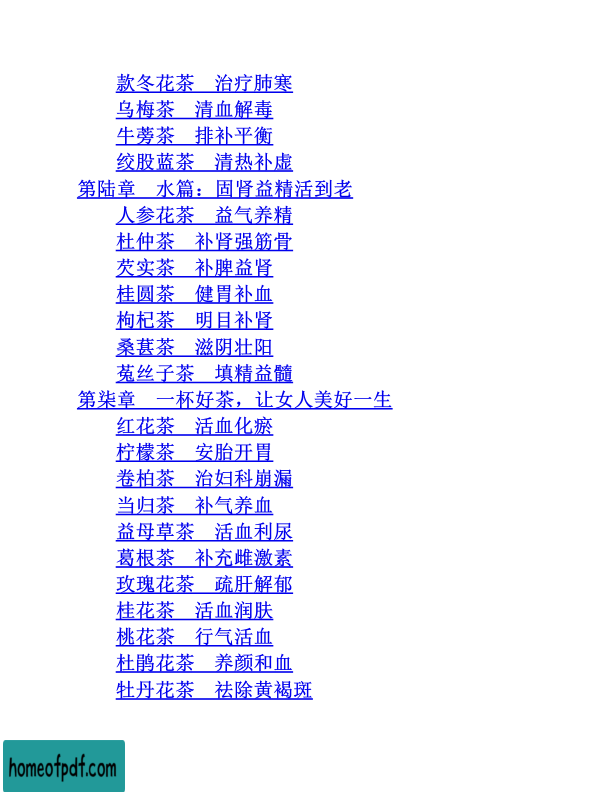 款冬花茶　治疗肺寒
乌梅茶　清血解毒
牛蒡茶　排补平衡
绞股蓝茶　清热补虚
第陆章　水篇：固肾益精活到老
人参花茶　益气养精
杜仲茶　补肾强筋骨
芡实茶　补脾益肾
桂圆茶　健胃补血
枸杞茶　明目补肾
桑葚茶　滋阴壮阳
菟丝子茶　填精益髓
第柒章　一杯好茶，让女人美好一生
红花茶　活血化瘀
柠檬茶　安胎开胃
卷柏茶　治妇科崩漏
当归茶　补气养血
益母草茶　活血利尿
葛根茶　补充雌激素
玫瑰花茶　疏肝解郁
桂花茶　活血润肤
桃花茶　行气活血
杜鹃花茶　养颜和血
牡丹花茶　祛除黄褐斑
homeofpdf.com